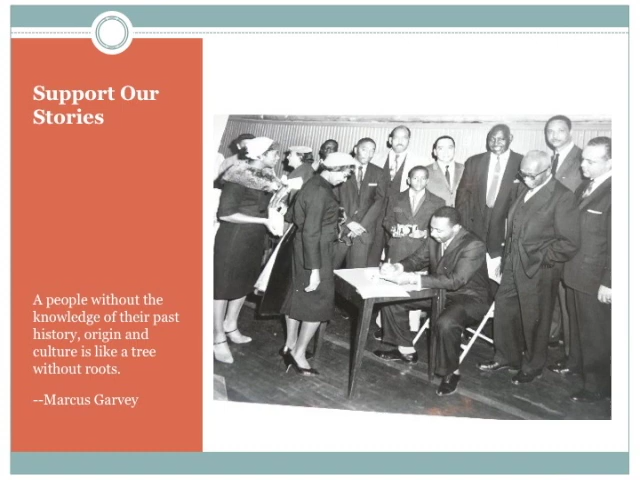 Support Our
Stories
A people without the
knowledge of their past
history, origin and
culture is like a tree
without roots.
--Marcus Garvey